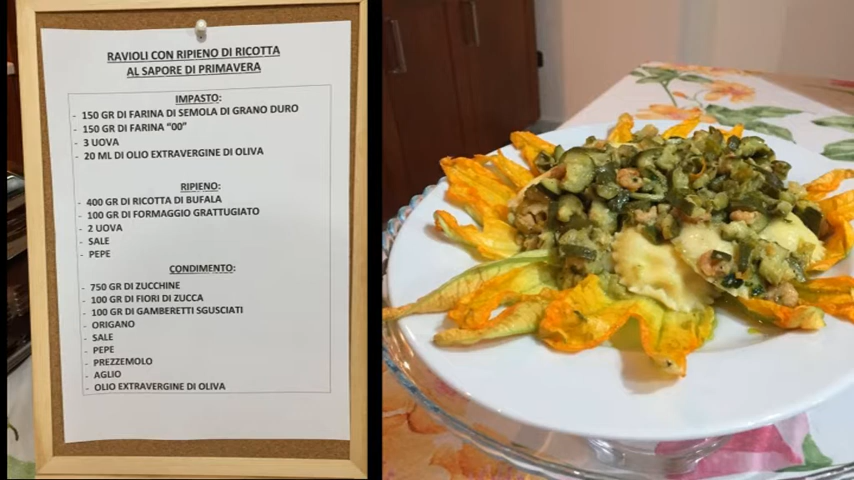 RAVIOLI CON RIPIENO DI RICOTTA
AL SAPORE DI PRIMAVERA
IMPASTO:
- 150 GR DI FARINA DI SEMOLA DI GRANO DURO
- 150 GR DI FARINA “00”
- 3 UOVA
- 20 ML DI OLIO EXTRAVERGINE DI OLIVA
RIPIENO:
- 400 GR DI RICOTTA DI BUFALA
- 100 GR DI FORMAGGIO GRATTUGIATO
- 2 UOVA
- SALE
- PEPE
CONDIMENTO:
- 750 GR DI ZUCCHINE
- 100 GR DI FIORI DI ZUCCA
- 100 GR DI GAMBERETTI SGUSCIATI
- ORIGANO
- SALE
- PEPE
- PREZZEMOLO
- AGLIO
- OLIO EXTRAVERGINE DI OLIVA